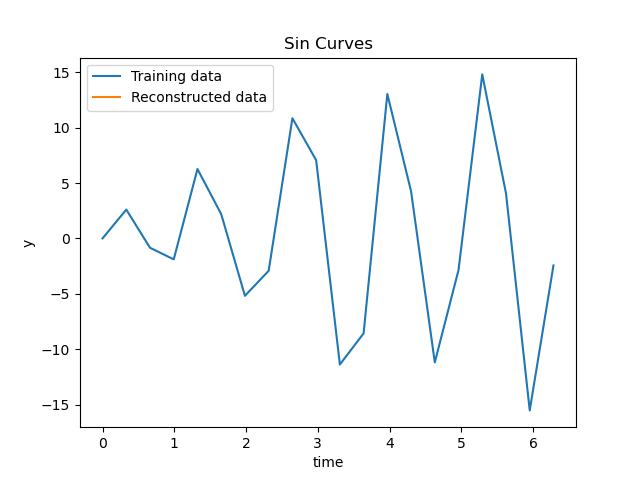 Sin Curves
Training data
Reconstructed data
15
10
5
0
−5
−10
−15
y
0 1 2 3 4 5 6
time